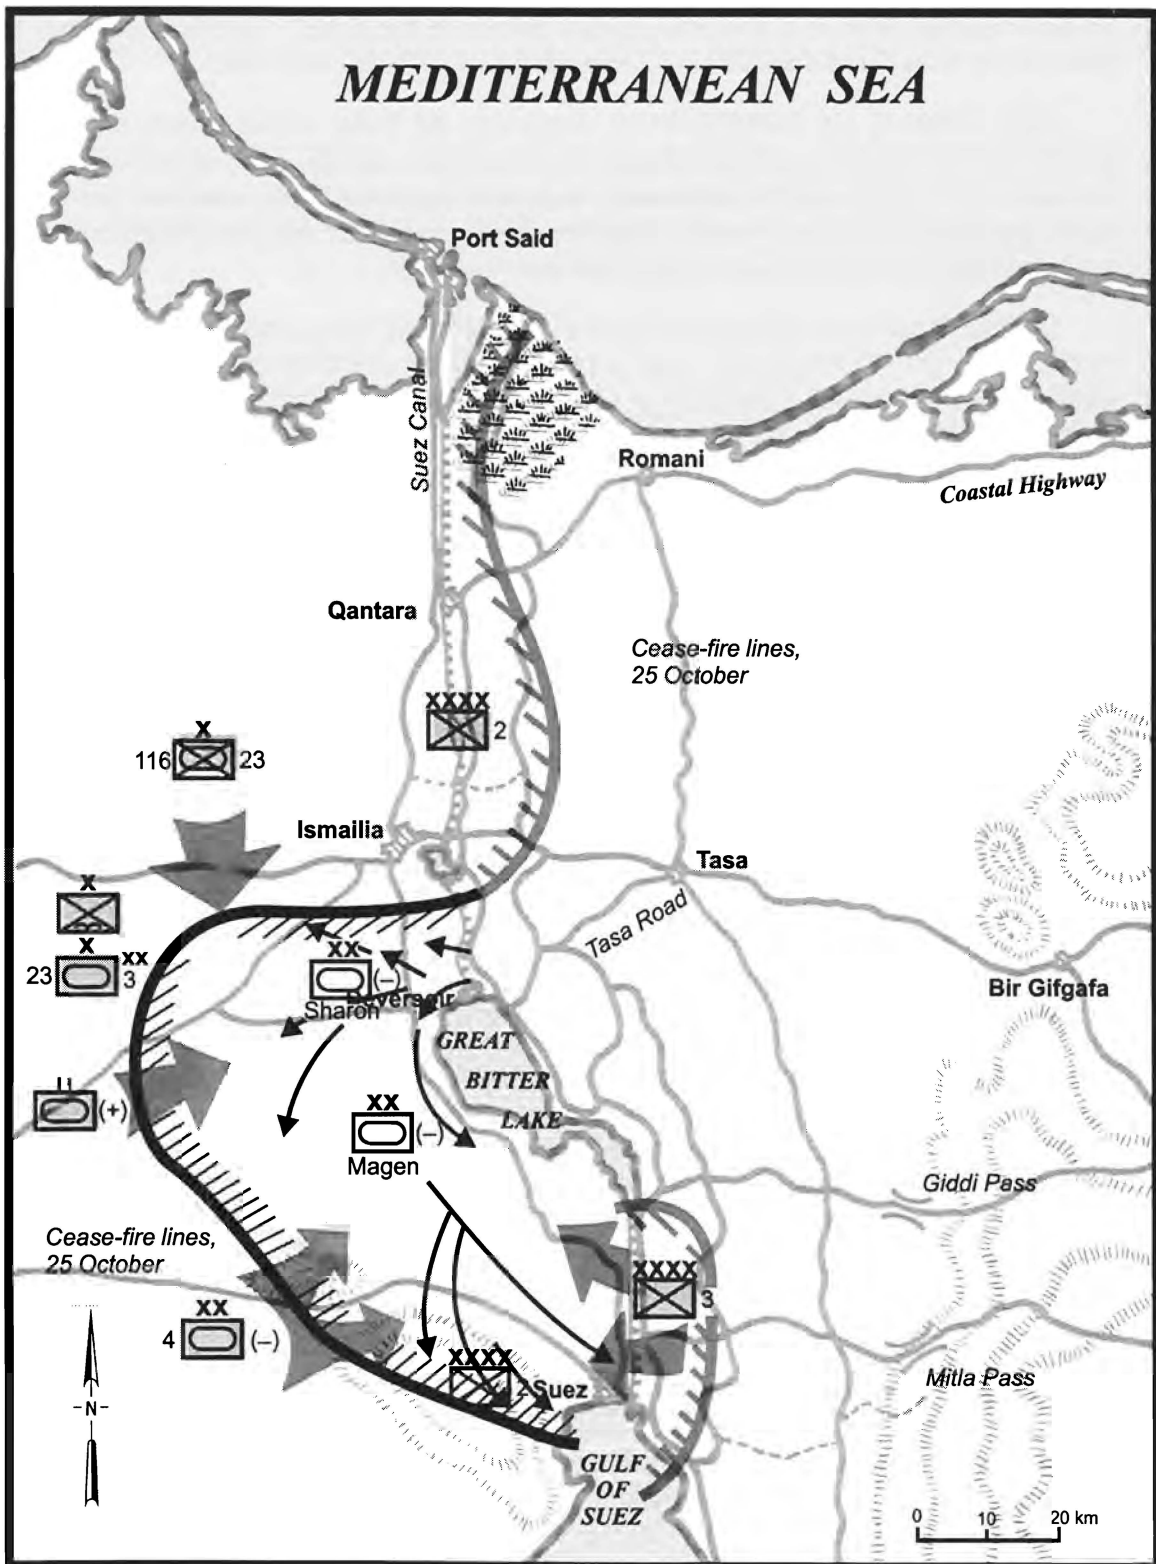 MEDITERRANEAN SEA
Port Said
Suez Canal
Romani
Coastal Highway
Qantara
Cease-fire lines,
25 October
XXXX
2
X
116 23
Ismailia
Tasa
Tasa Road
X
X
XX
23 3
XX
(–)
Deversoir
Sharon
Bir Gifgafa
GREAT
BITTER
LAKE
II
(+)
XX
(–)
Magen
Giddi Pass
Cease-fire lines,
25 October
XXXX
3
XX
4 (–)
XXXX
2
Suez
Mitla Pass
N
GULF
OF
SUEZ
0 10 20 km